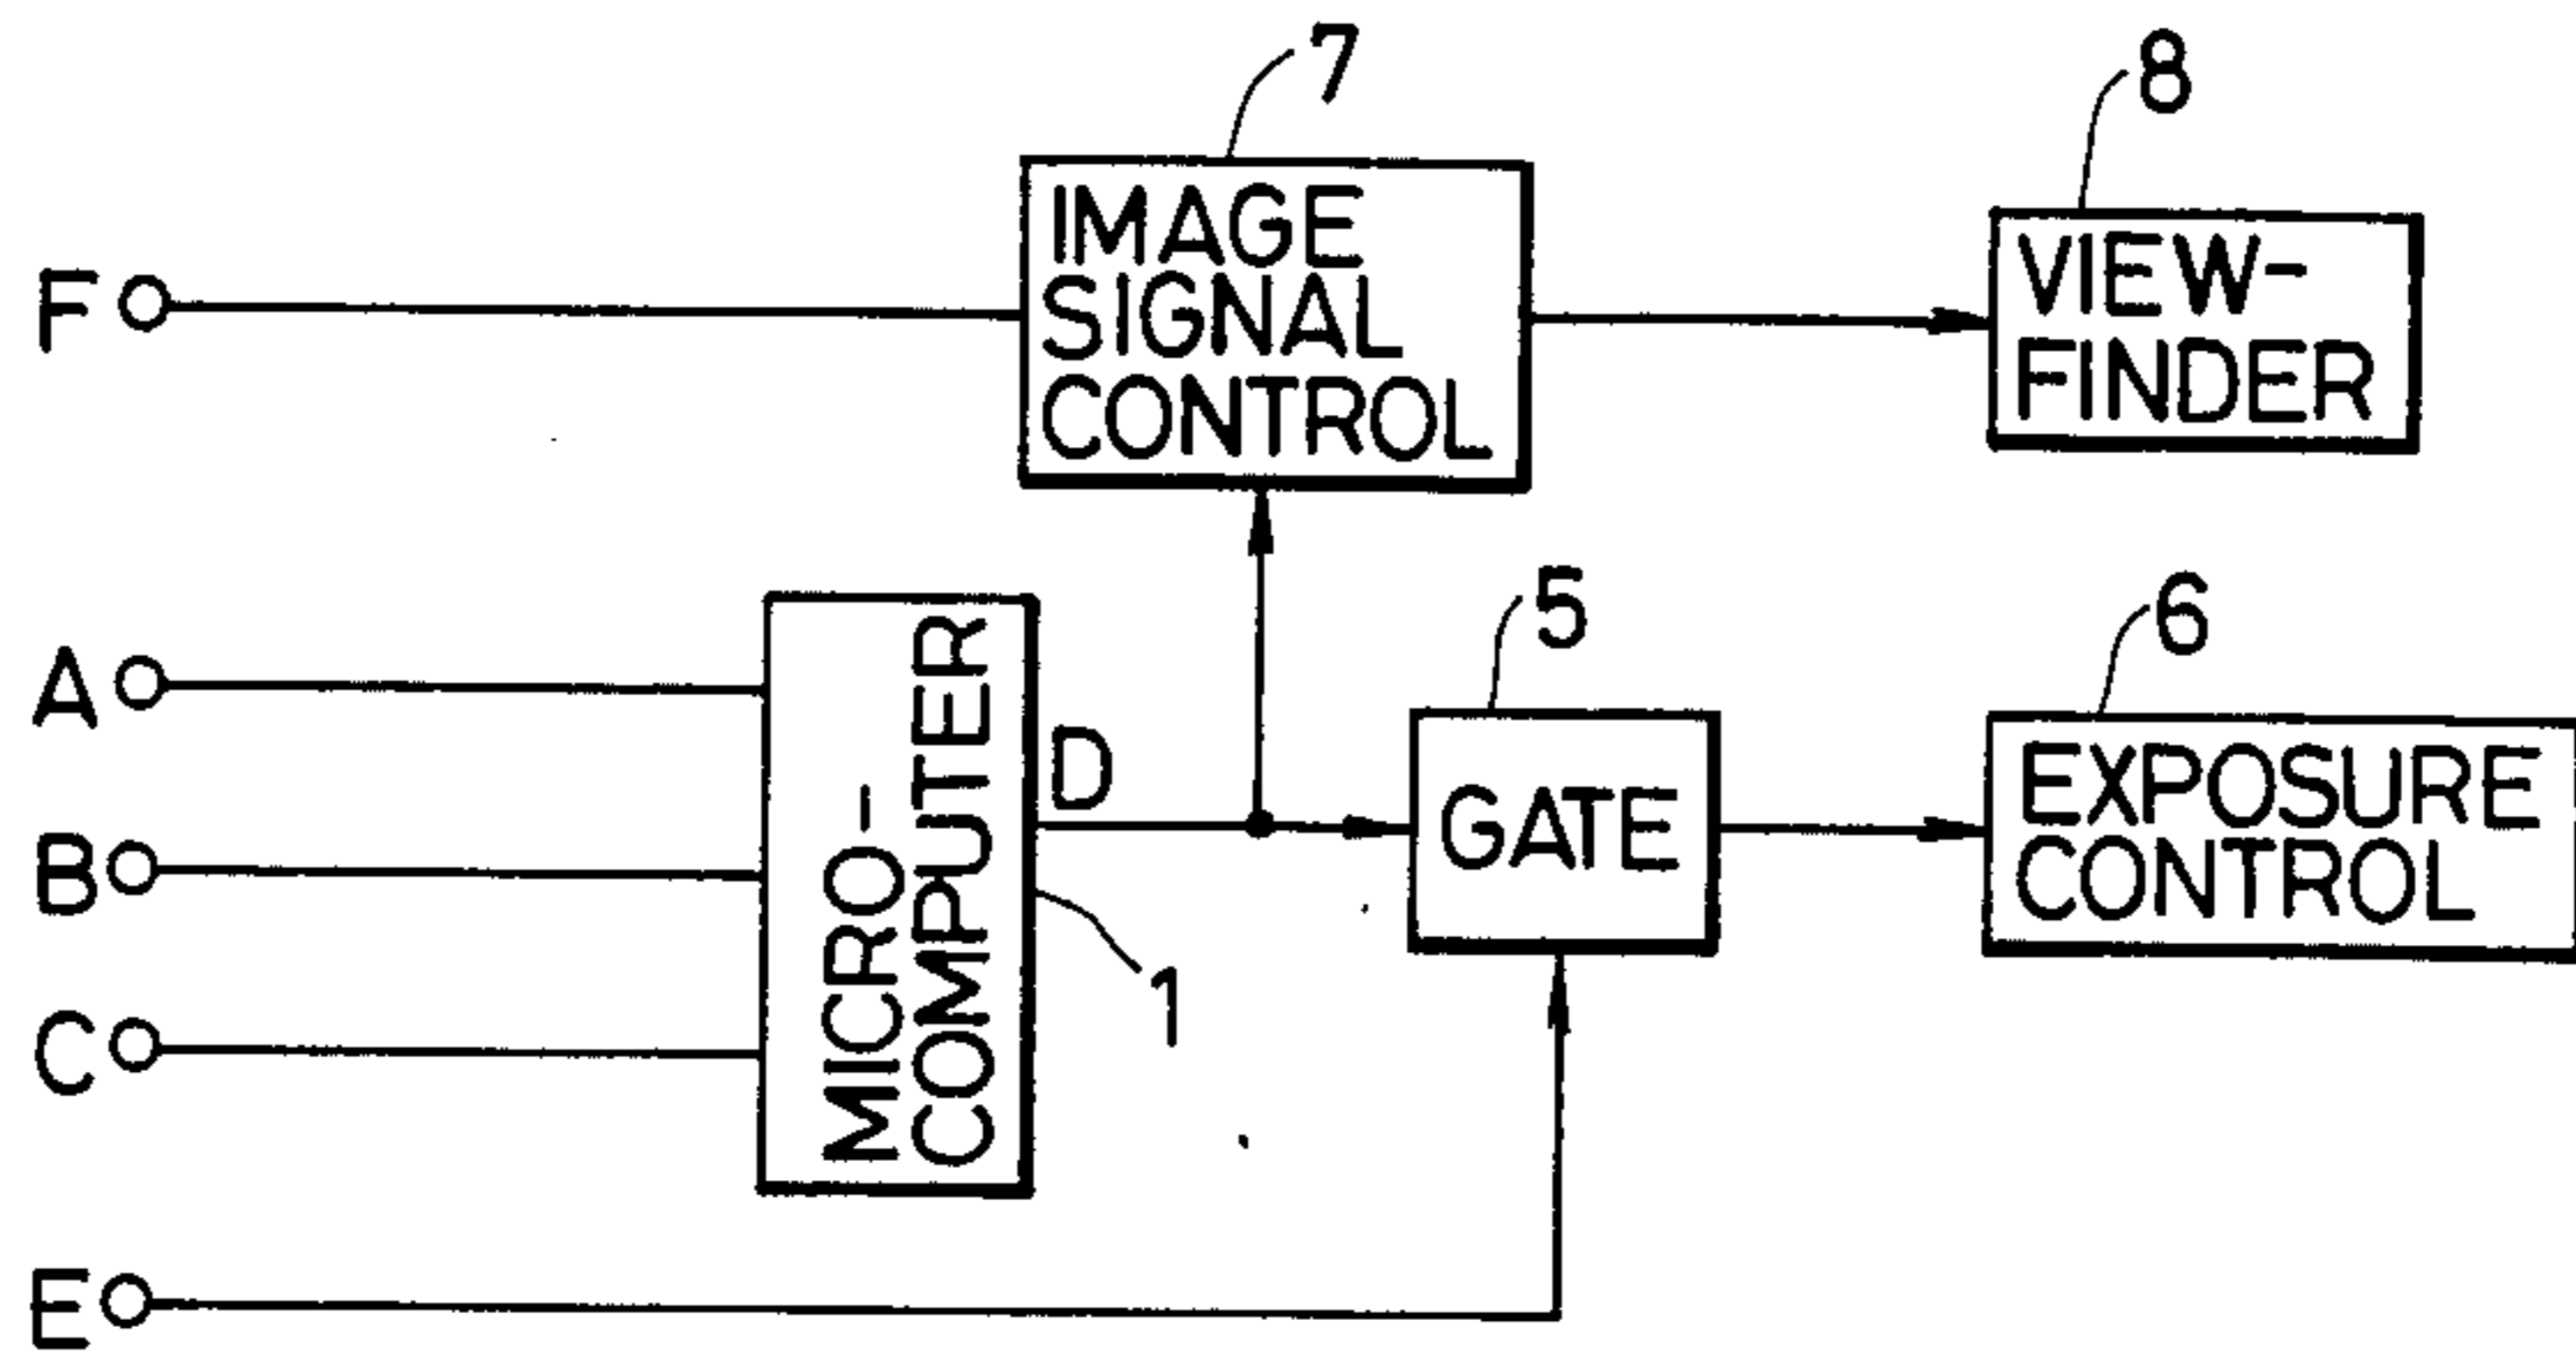 7
8
IMAGE
SIGNAL
CONTROL
VIEW-
FINDER
F
5
6
A
MICRO-
COMPUTER
D
GATE
EXPOSURE
CONTROL
B
C
1
E